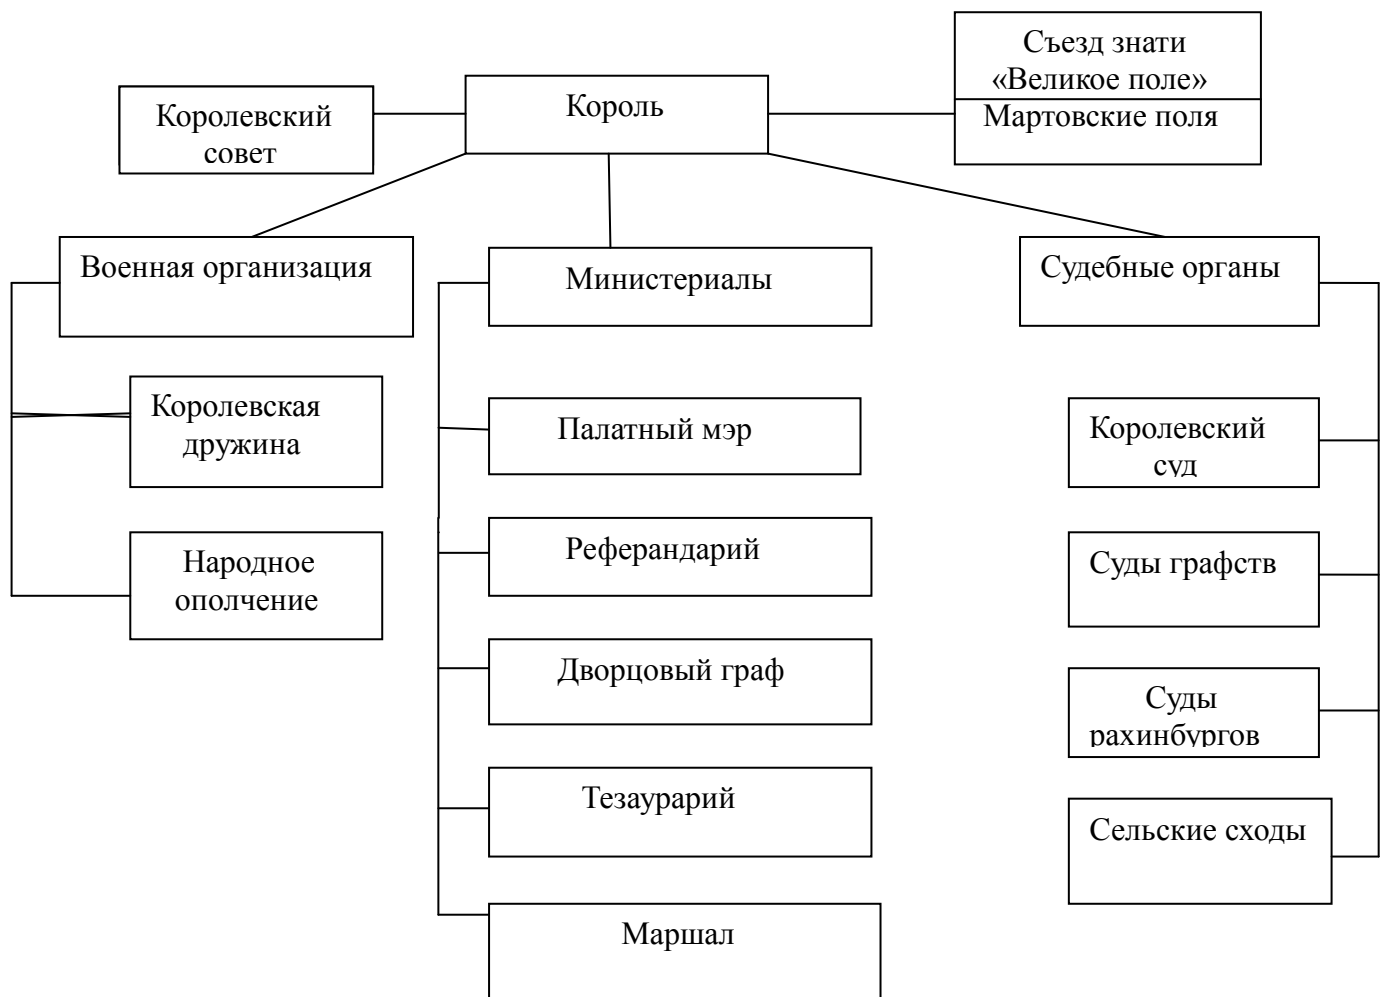 Съезд знати
«Великое поле»
Мартовские поля
Король
Королевский
совет
Военная организация
Министериалы
Судебные органы
Королевская
дружина
Народное
ополчение
Палатный мэр
Рефеpандарий
Дворцовый граф
Тезаурарий
Маршал
Королевский
суд
Суды графств
Суды
рахинбургов
Сельские сходы